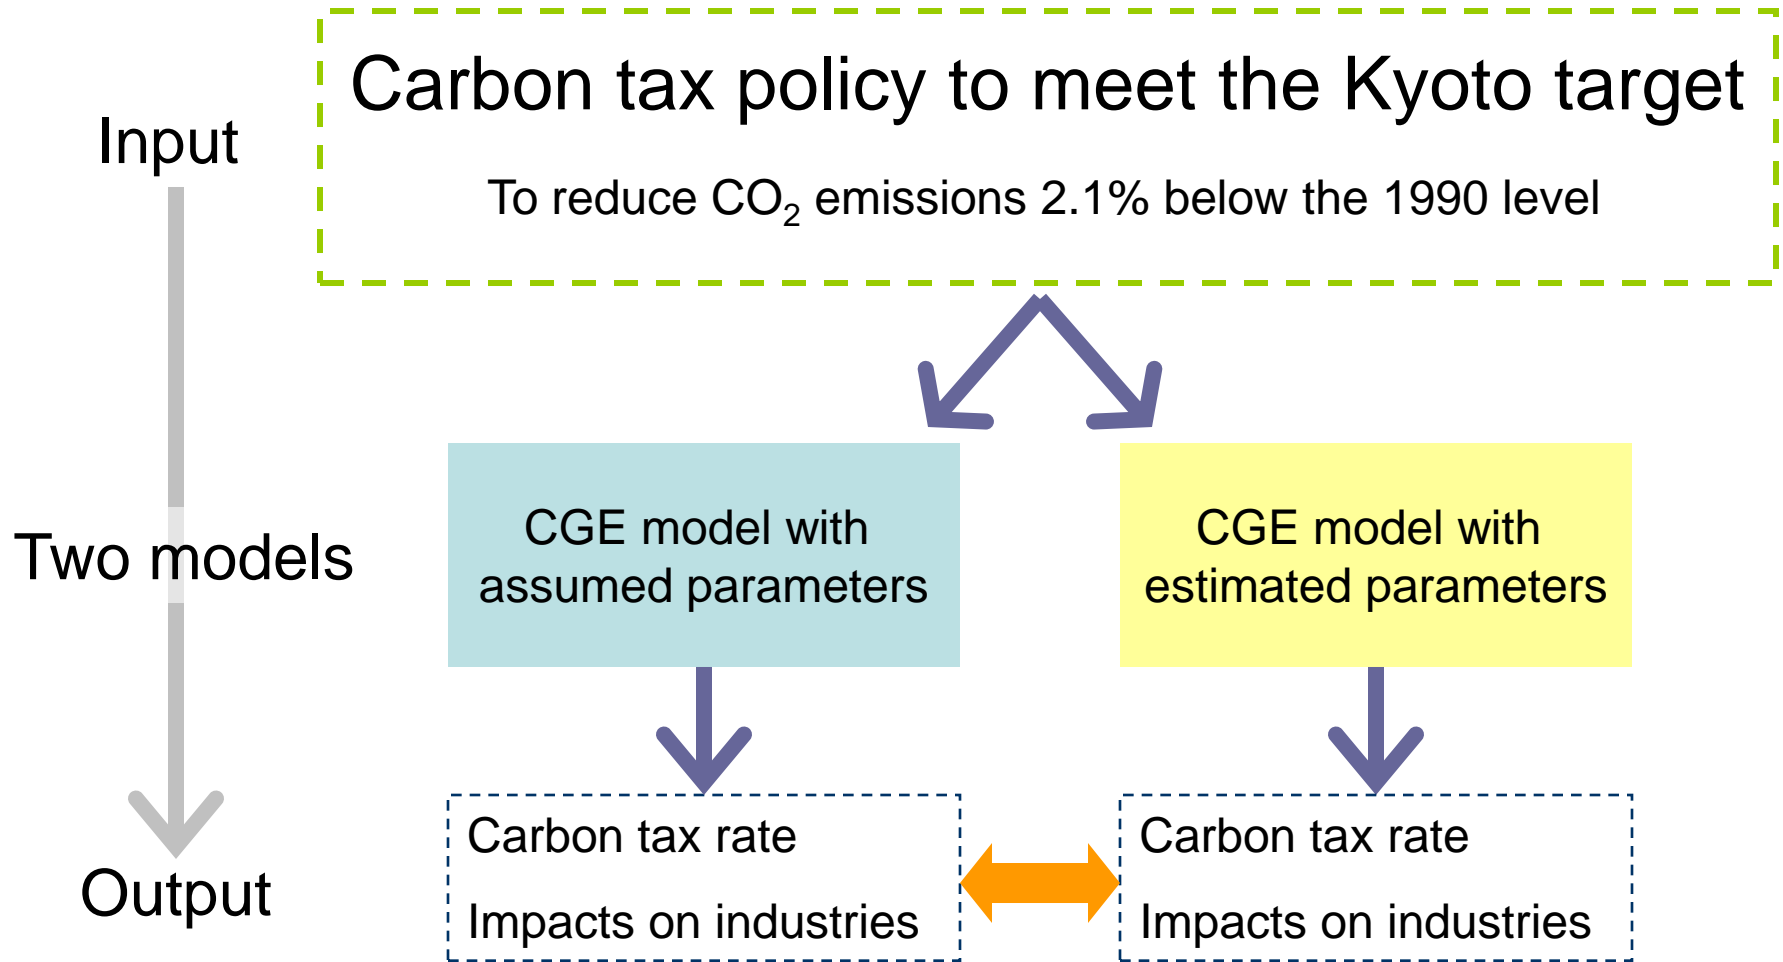 Carbon tax policy to meet the Kyoto target
Input
To reduce CO₂ emissions 2.1% below the 1990 level
Two models
CGE model with
assumed parameters
CGE model with
estimated parameters
Output
Carbon tax rate
Impacts on industries
Carbon tax rate
Impacts on industries